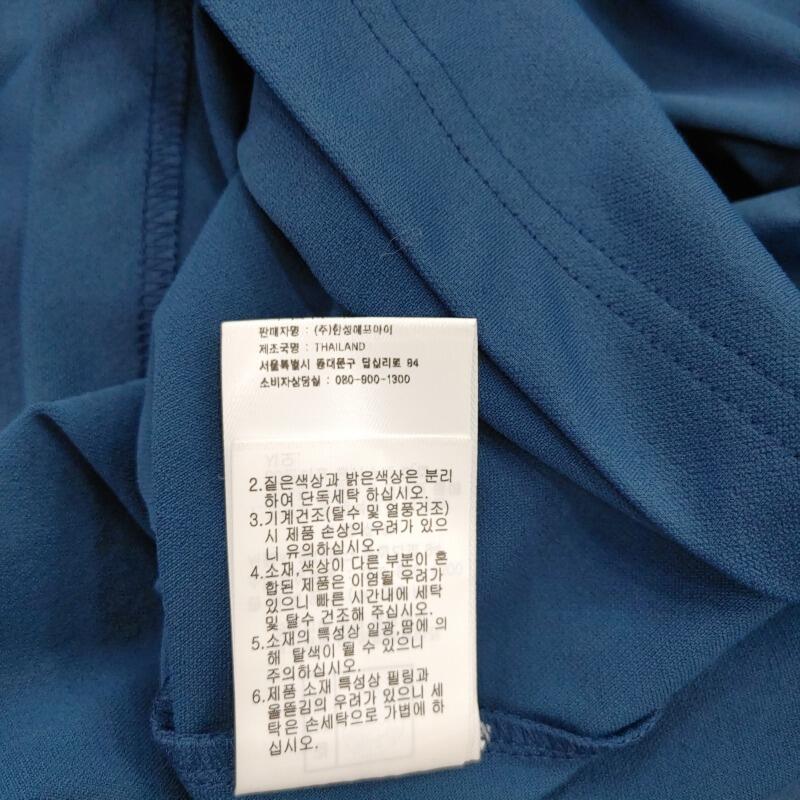 판매자명 : (주)한성에프아이
제조국명 : THAILAND
서울특별시 동대문구 답십리로 84
소비자상담실 : 080-900-1300
2.짙은색상과 밝은색상은 분리
하여 단독세탁 하십시오.
3.기계건조(탈수 및 열풍건조)
시 제품 손상의 우려가 있으
니 유의하십시오.
4.소재,색상이 다른 부분이 혼
합된 제품은 이염될 우려가
있으니 빠른 시간내에 세탁
및 탈수 건조해 주십시오.
5.소재의 특성상 일광,땀에 의
해 탈색이 될 수 있으니
주의하십시오.
6.제품 소재 특성상 필링과
올뜯김의 우려가 있으니 세
탁은 손세탁으로 가볍에 하
십시오.